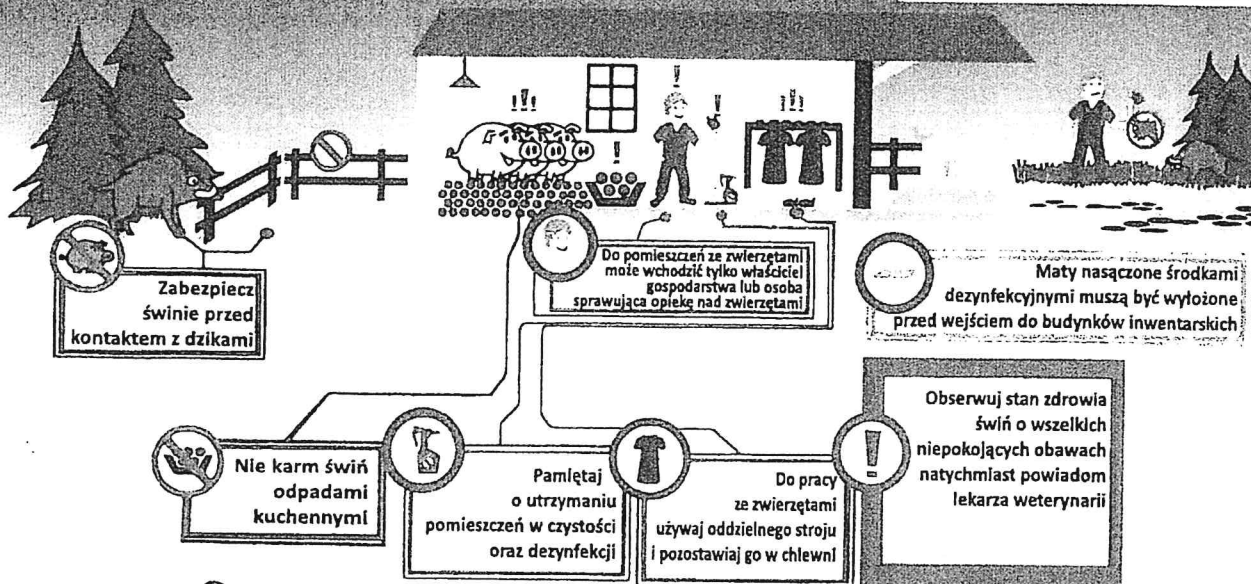 Zabezpiecz
świnie przed
kontaktem z dzikami
Do pomieszczeń ze zwierzętami
może wchodzić tylko właściciel
gospodarstwa lub osoba
sprawująca opiekę nad zwierzętami
Maty nasączone środkami
dezynfekcyjnymi muszą być wyłożone
przed wejściem do budynków inwentarskich
Nie karm świń
odpadami
kuchennymi
Pamiętaj
o utrzymaniu
pomieszczeń w czystości
oraz dezynfekcji
Do pracy
ze zwierzętami
używaj oddzielnego stroju
i pozostawiaj go w chlewni
Obserwuj stan zdrowia
świń o wszelkich
niepokojących obawach
natychmiast powiadom
lekarza weterynarii